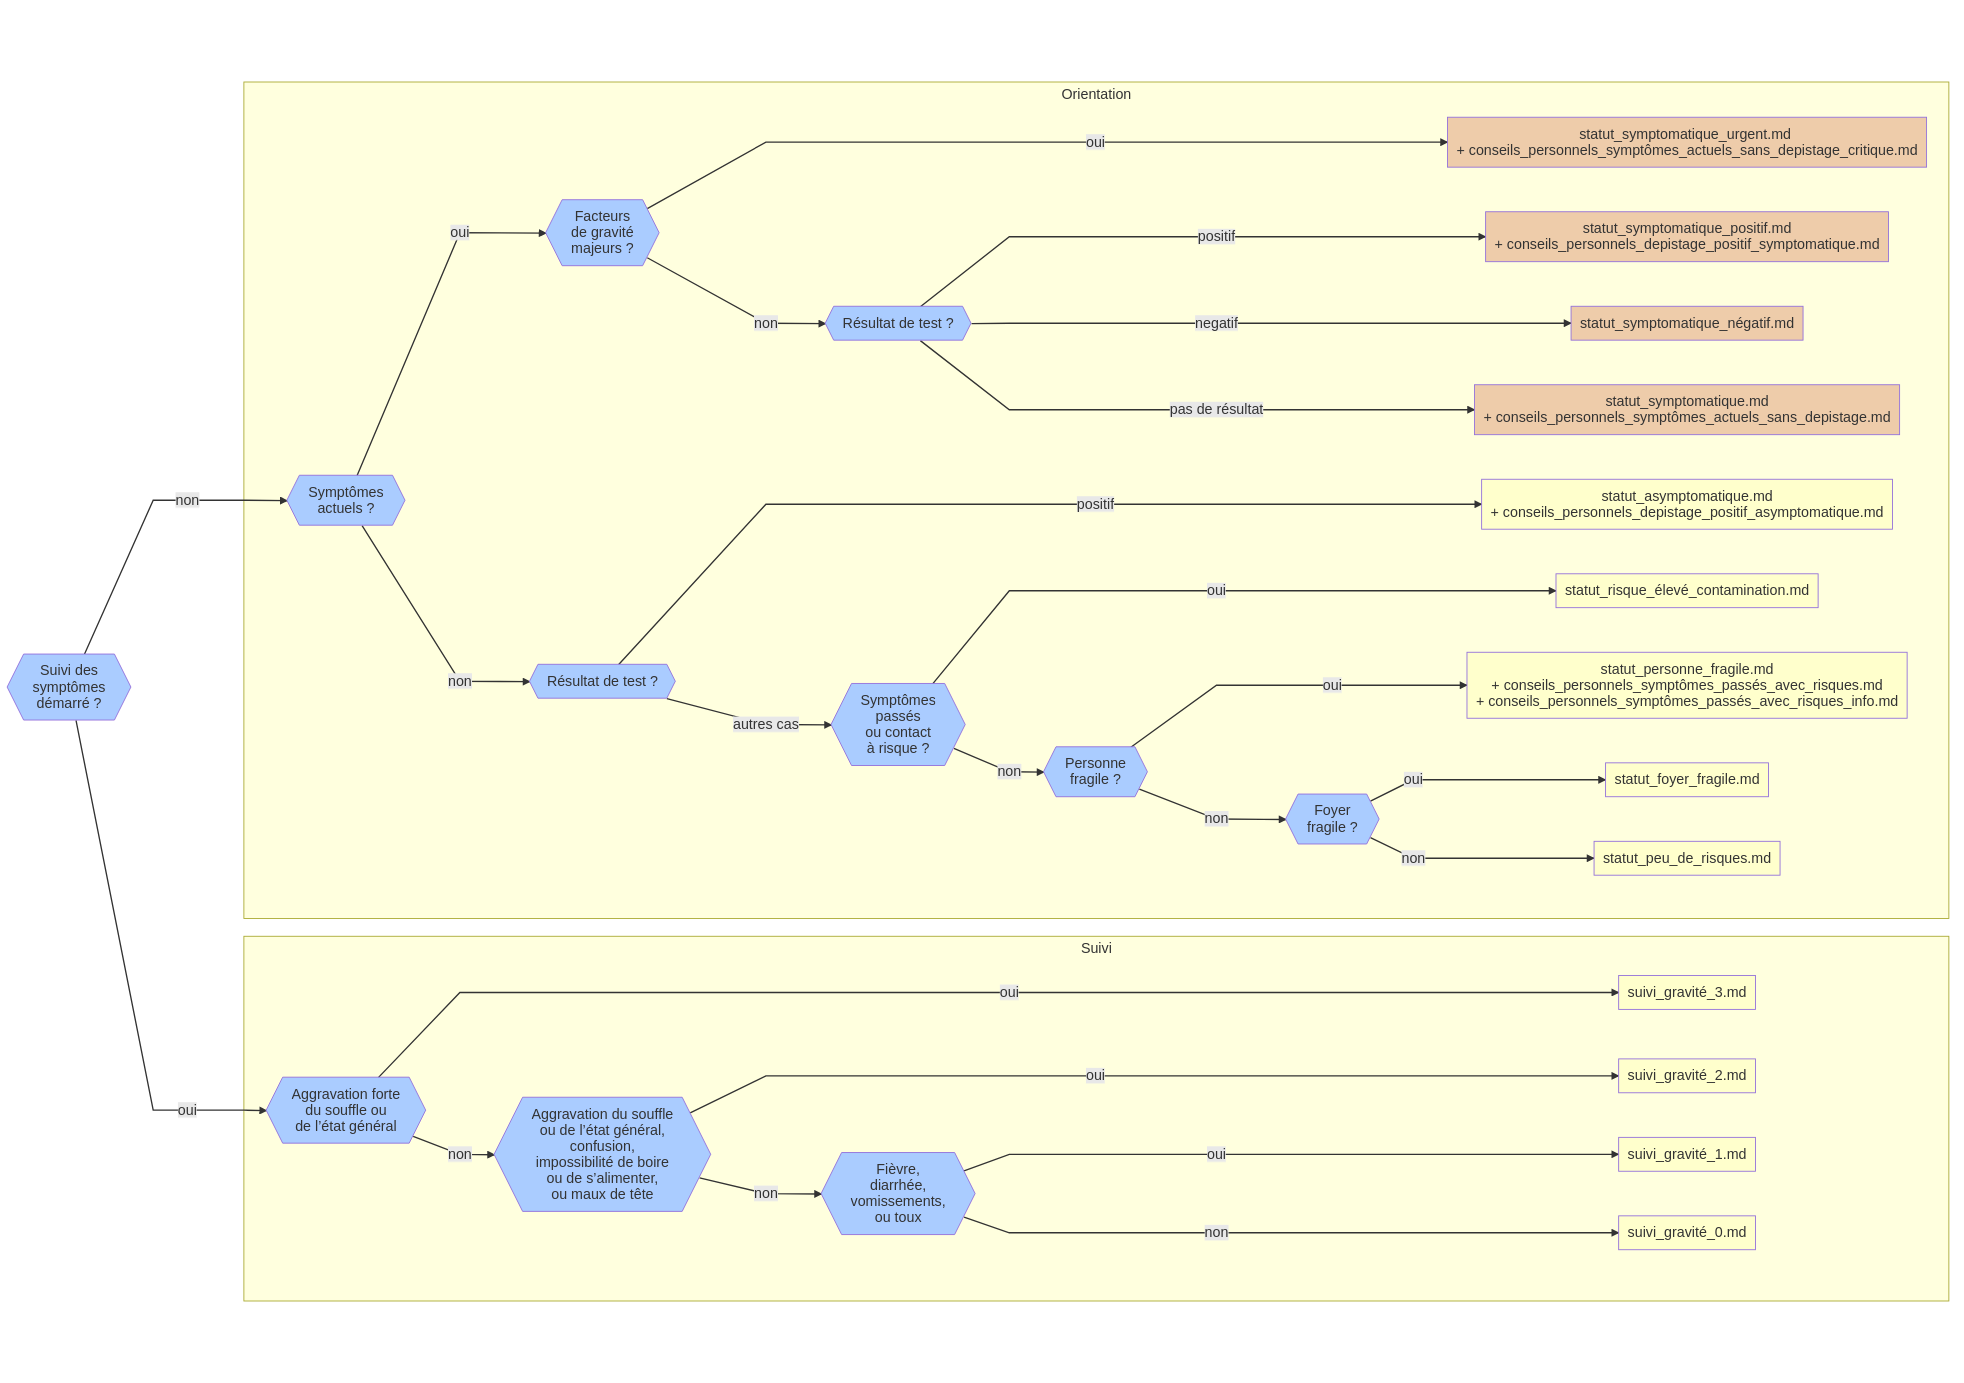 Orientation
oui
statut_symptomatique_urgent.md
+ conseils_personnels_symptômes_actuels_sans_depistage_critique.md
Facteurs
de gravité
majeurs ?
oui
positif
statut_symptomatique_positif.md
+ conseils_personnels_depistage_positif_symptomatique.md
non
Résultat de test ?
negatif
statut_symptomatique_négatif.md
pas de résultat
statut_symptomatique.md
+ conseils_personnels_symptômes_actuels_sans_depistage.md
non
Symptômes
actuels ?
positif
statut_asymptomatique.md
+ conseils_personnels_depistage_positif_asymptomatique.md
oui
statut_risque_élevé_contamination.md
Suivi des
symptômes
démarré ?
non
Résultat de test ?
autres cas
Symptômes
passés
ou contact
à risque ?
oui
statut_personne_fragile.md
+ conseils_personnels_symptômes_passés_avec_risques.md
+ conseils_personnels_symptômes_passés_avec_risques_info.md
non
Personne
fragile ?
oui
statut_foyer_fragile.md
non
Foyer
fragile ?
non
statut_peu_de_risques.md
Suivi
oui
suivi_gravité_3.md
oui
Aggravation forte
du souffle ou
de l’état général
oui
suivi_gravité_2.md
non
Aggravation du souffle
ou de l’état général,
confusion,
impossibilité de boire
ou de s’alimenter,
ou maux de tête
oui
suivi_gravité_1.md
non
Fièvre,
diarrhée,
vomissements,
ou toux
non
suivi_gravité_0.md